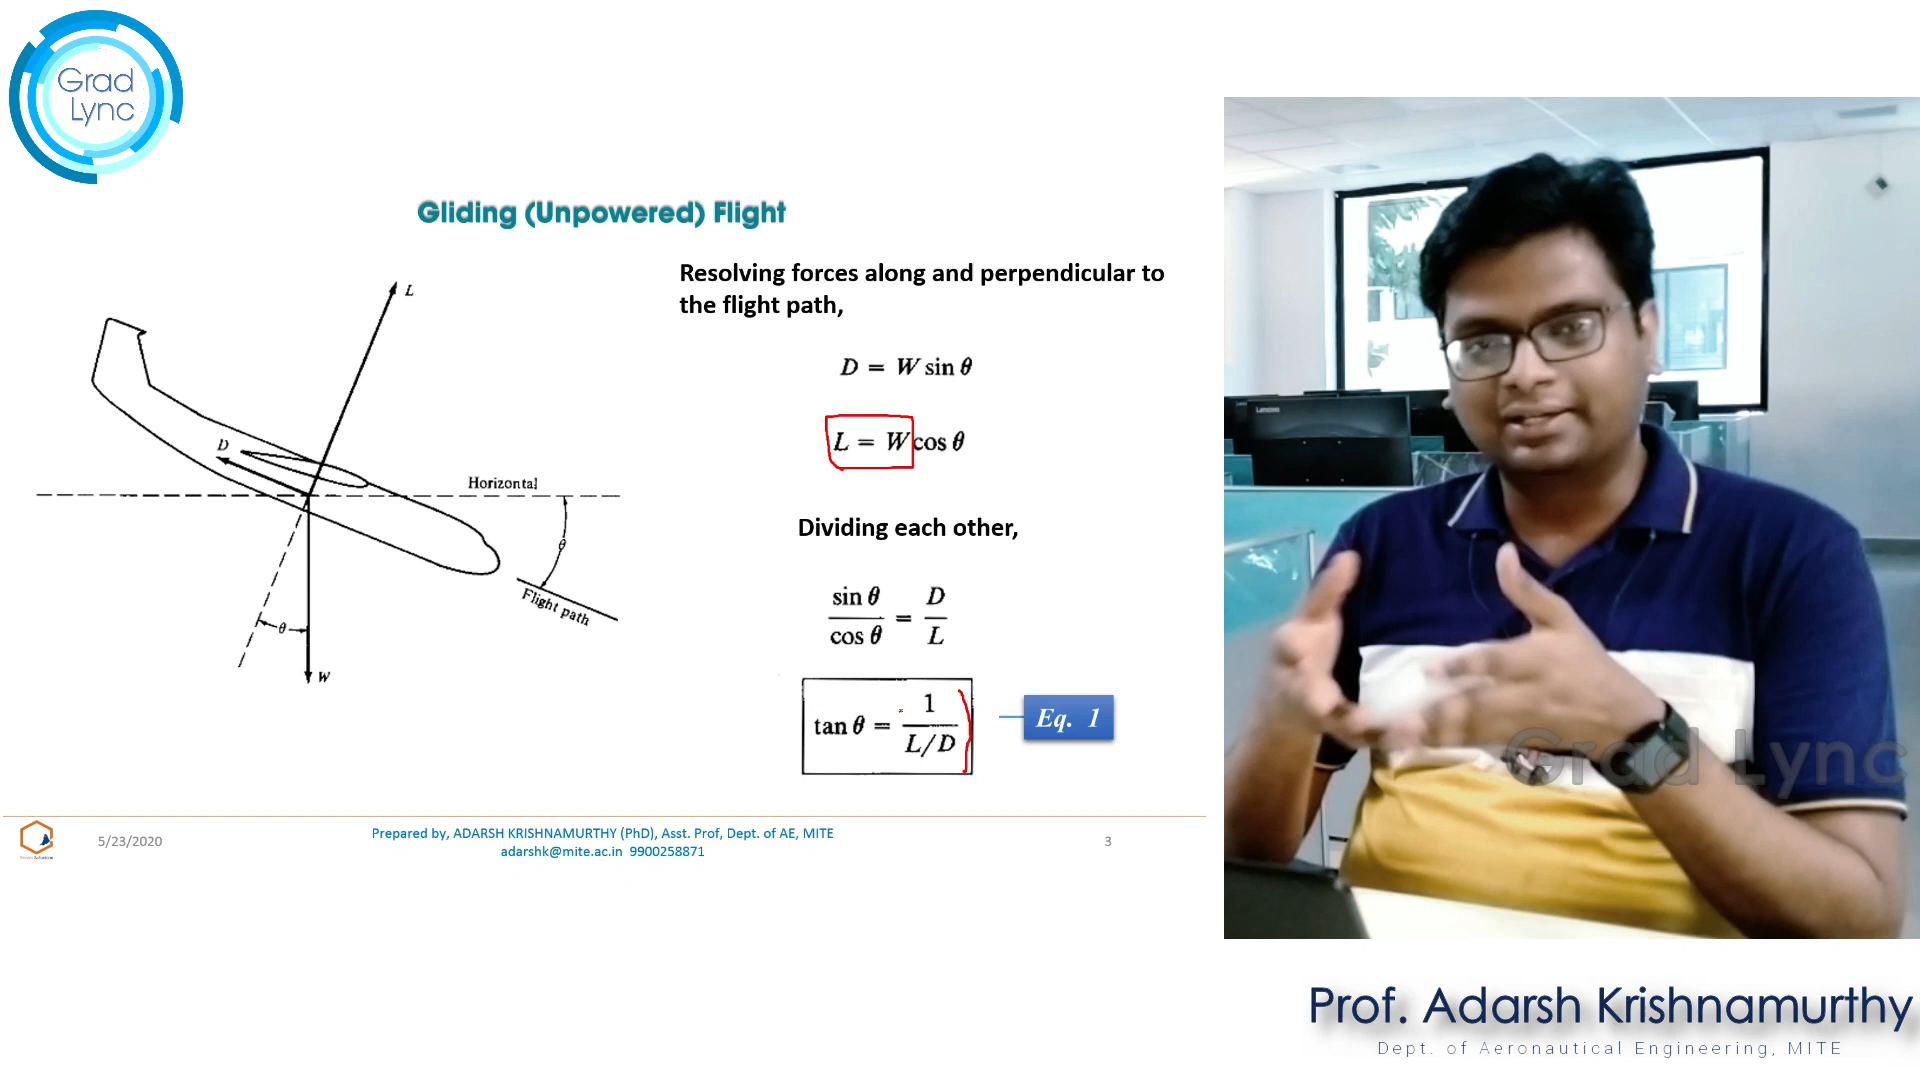 Grad
Lync
Gliding (Unpowered) Flight
L
D
Horizontal
θ
Flight path
θ
W
Resolving forces along and perpendicular to
the flight path,
D = W sin θ
L = W cos θ
Dividing each other,
sin θ / cos θ = D / L
tan θ = 1 / L/D
Eq. 1
5/23/2020
Prepared by, ADARSH KRISHNAMURTHY (PhD), Asst. Prof, Dept. of AE, MITE
adarshk@mite.ac.in 9900258871
3
Lenovo
Grad Lync
Prof. Adarsh Krishnamurthy
Dept. of Aeronautical Engineering, MITE